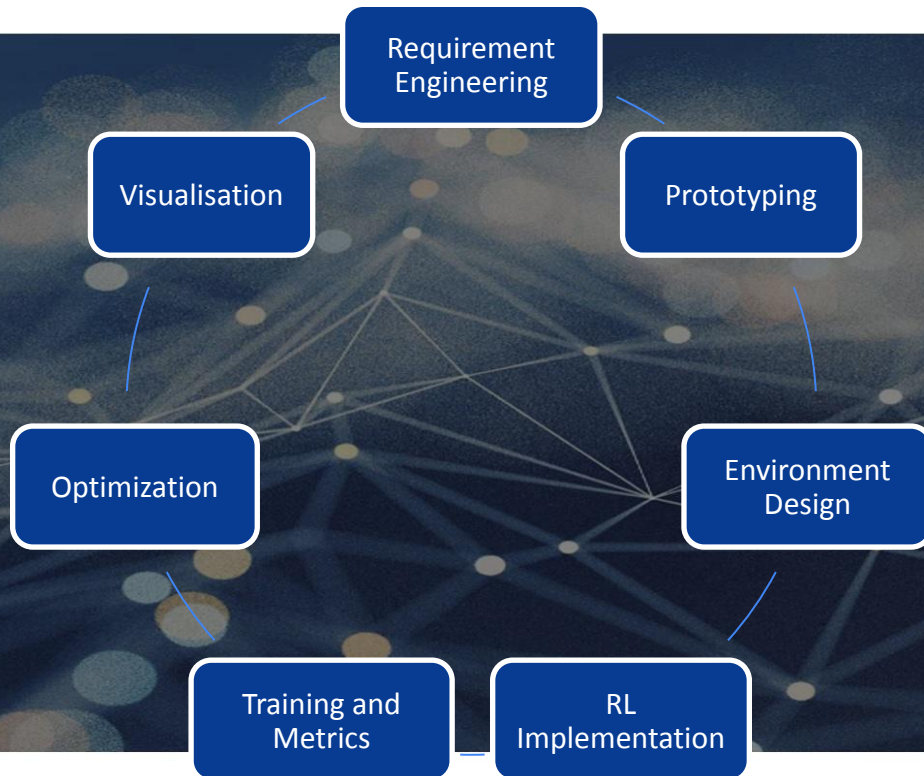 Requirement
Engineering
Prototyping
Environment
Design
RL
Implementation
Training and
Metrics
Optimization
Visualisation